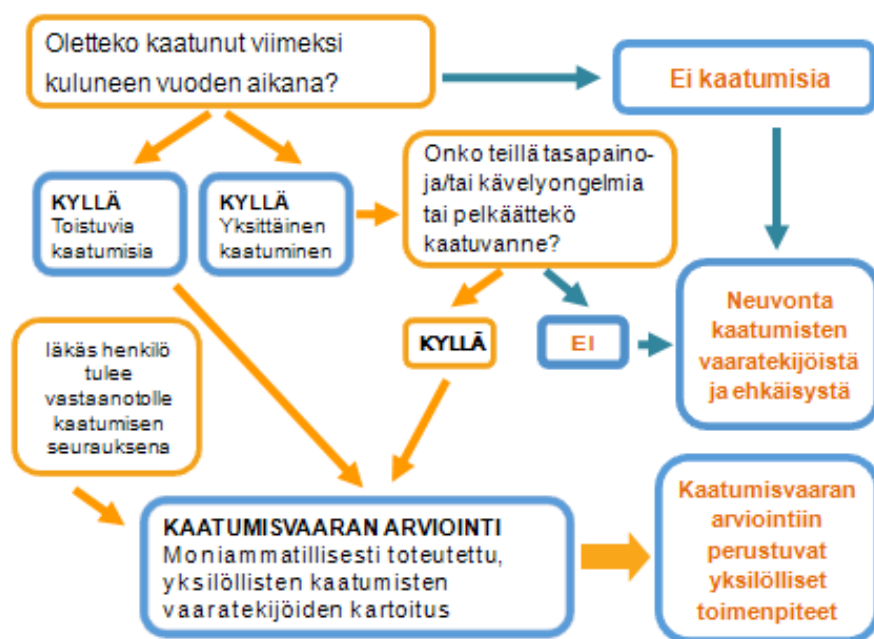 Oletteko kaatunut viimeksi
kuluneen vuoden aikana?
Ei kaatumisia
KYLLÄ
Toistuvia
kaatumisia
KYLLÄ
Yksittäinen
kaatuminen
Onko teillä tasapaino-
ja/tai kävelyongelmia
tai pelkäättekö
kaatuvanne?
KYLLÄ
EI
Neuvonta
kaatumisten
vaaratekijöistä
ja ehkäisystä
Iäkäs henkilö
tulee
vastaanotolle
kaatumisen
seurauksena
KAATUMISVAARAN ARVIOINTI
Moniammatillisesti toteutettu,
yksilöllisten kaatumisten
vaaratekijöiden kartoitus
Kaatumisvaaran
arviointiin
perustuvat
yksilölliset
toimenpiteet